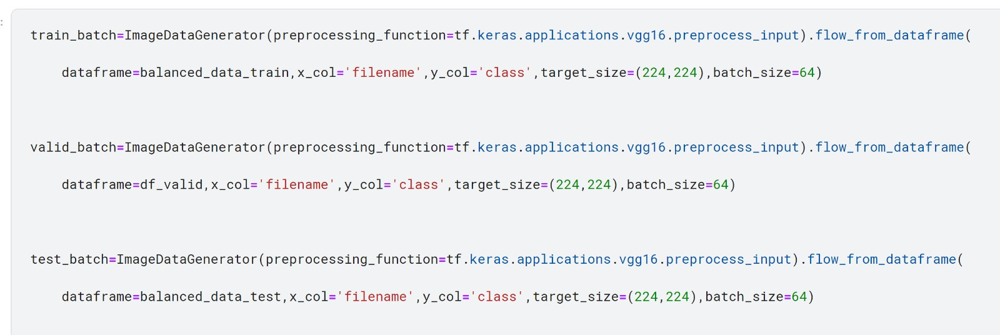 :
train_batch=ImageDataGenerator(preprocessing_function=tf.keras.applications.vgg16.preprocess_input).flow_from_dataframe(
dataframe=balanced_data_train,x_col='filename',y_col='class',target_size=(224,224),batch_size=64)
valid_batch=ImageDataGenerator(preprocessing_function=tf.keras.applications.vgg16.preprocess_input).flow_from_dataframe(
dataframe=df_valid,x_col='filename',y_col='class',target_size=(224,224),batch_size=64)
test_batch=ImageDataGenerator(preprocessing_function=tf.keras.applications.vgg16.preprocess_input).flow_from_dataframe(
dataframe=balanced_data_test,x_col='filename',y_col='class',target_size=(224,224),batch_size=64)